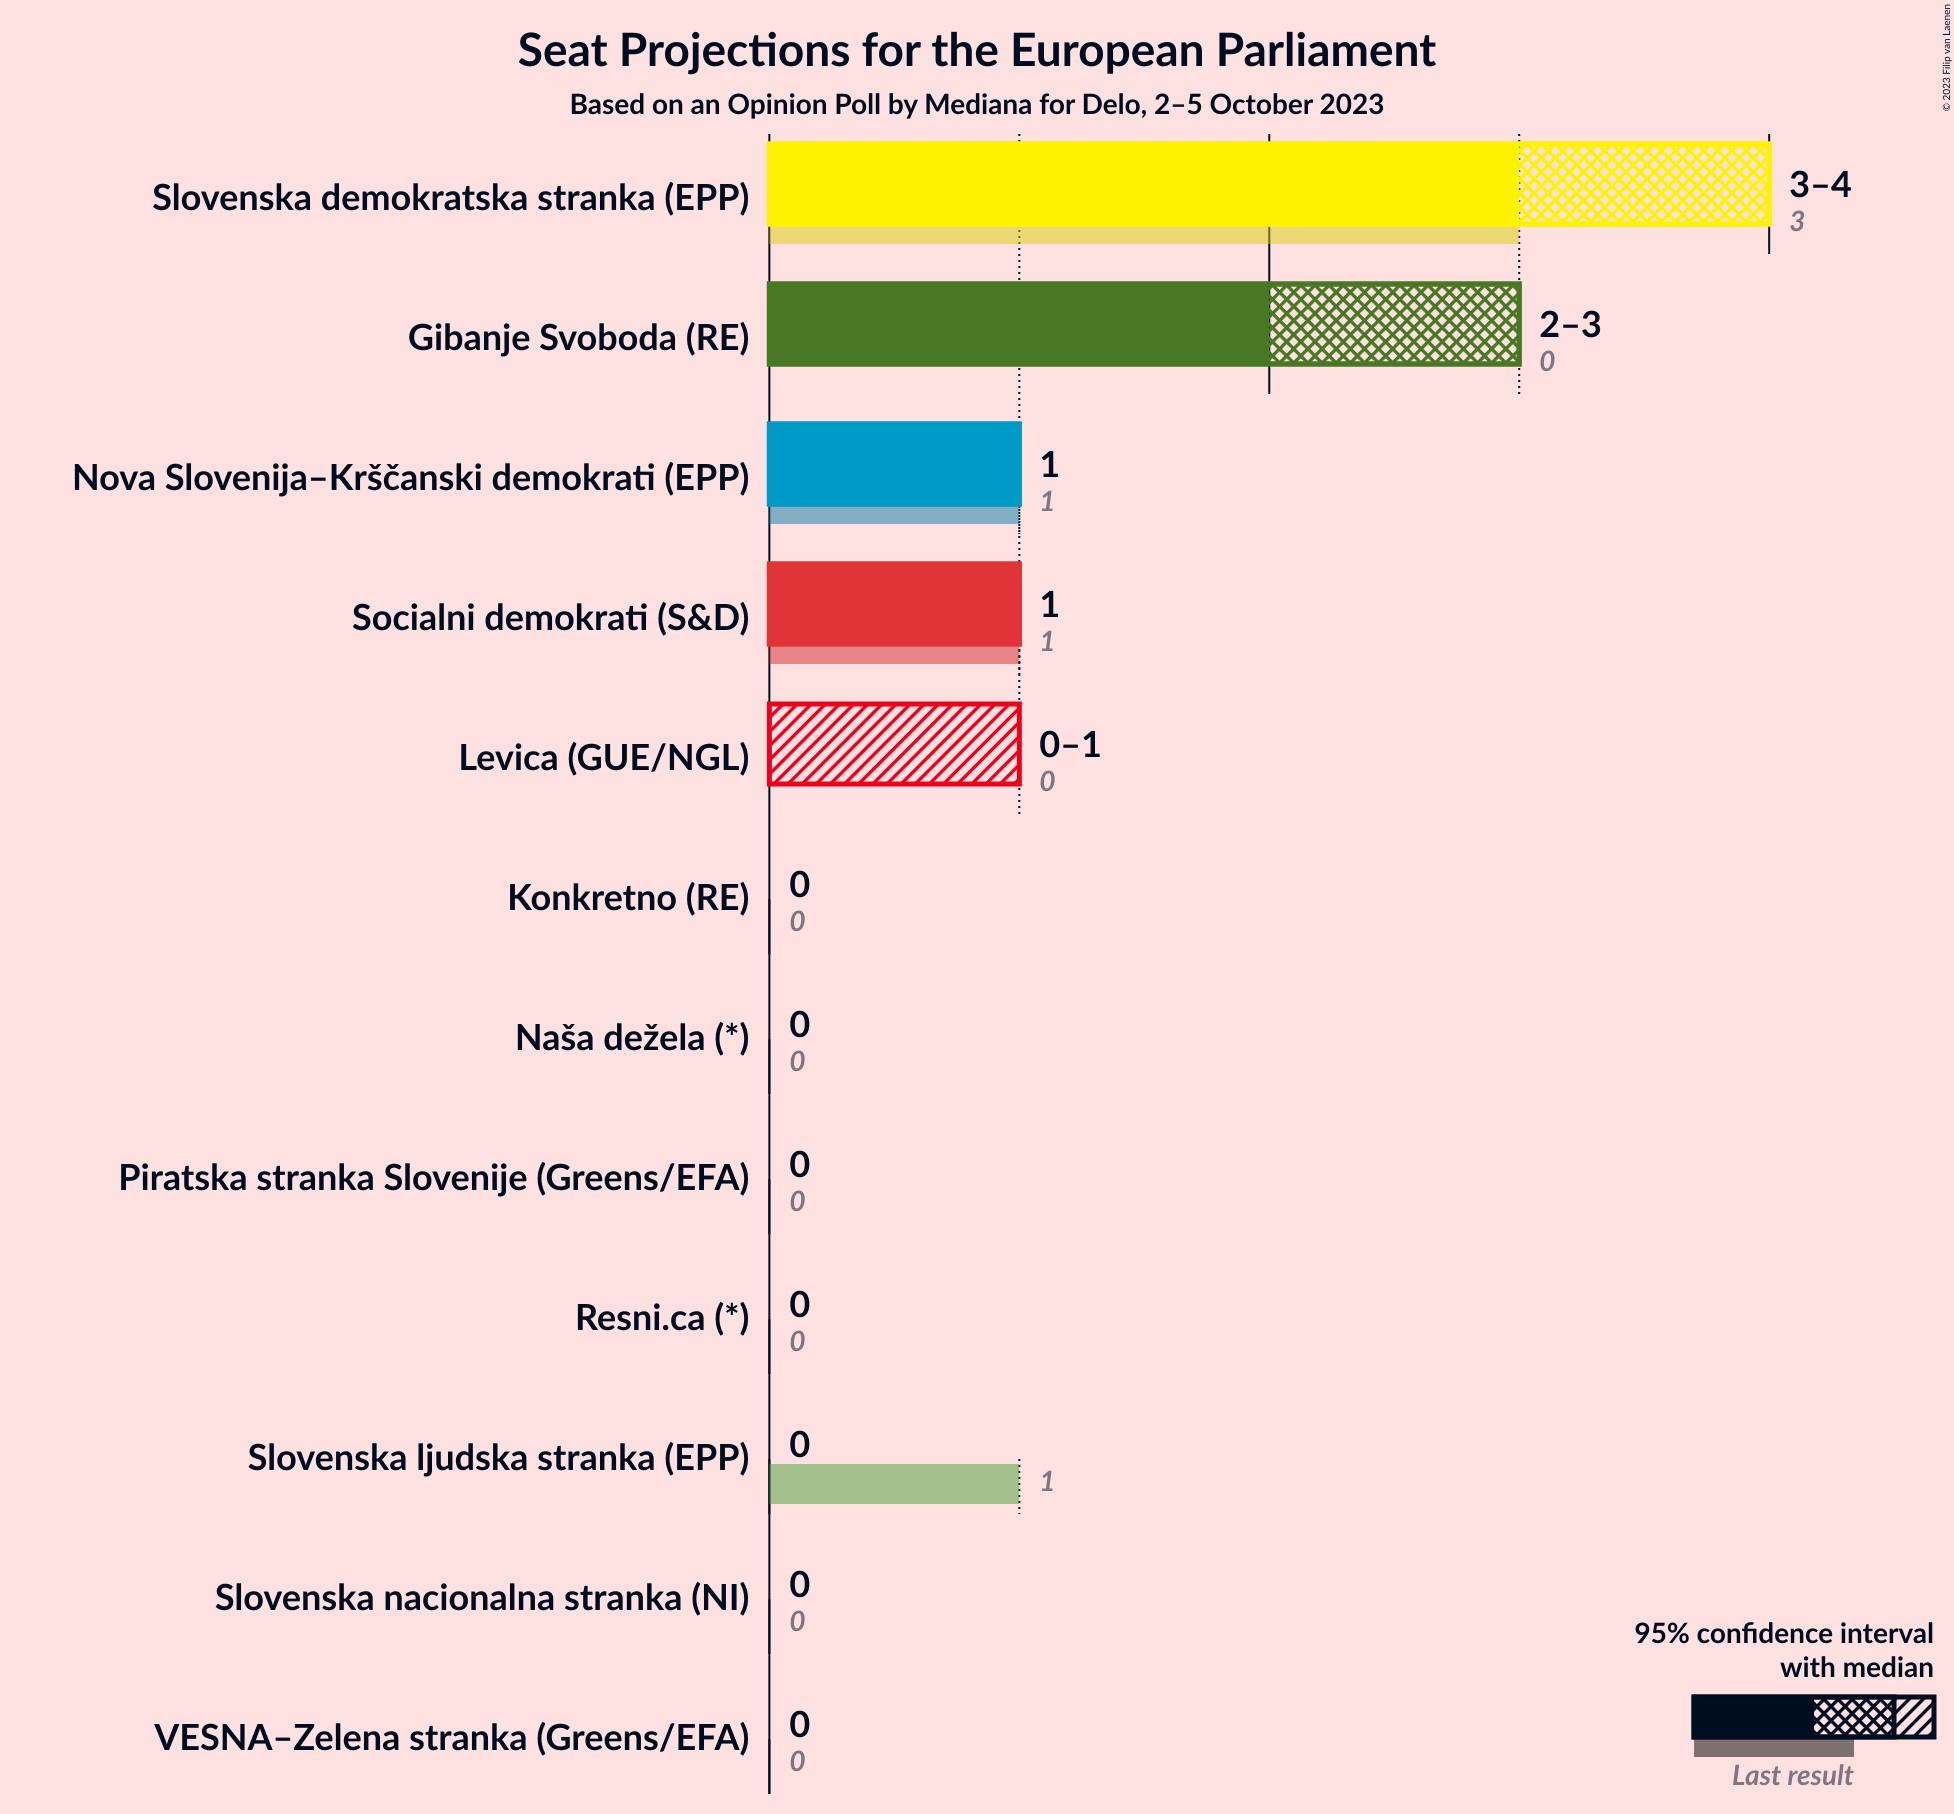 Seat Projections for the European Parliament
Based on an Opinion Poll by Mediana for Delo, 2–5 October 2023
© 2023 Filip van Laenen
Slovenska demokratska stranka (EPP)
3–4
3
Gibanje Svoboda (RE)
2–3
0
Nova Slovenija–Krščanski demokrati (EPP)
1
1
Socialni demokrati (S&D)
1
1
Levica (GUE/NGL)
0–1
0
Konkretno (RE)
0
0
Naša dežela (*)
0
0
Piratska stranka Slovenije (Greens/EFA)
0
0
Resni.ca (*)
0
0
Slovenska ljudska stranka (EPP)
0
1
Slovenska nacionalna stranka (NI)
0
0
VESNA–Zelena stranka (Greens/EFA)
0
0
95% confidence interval
with median
Last result